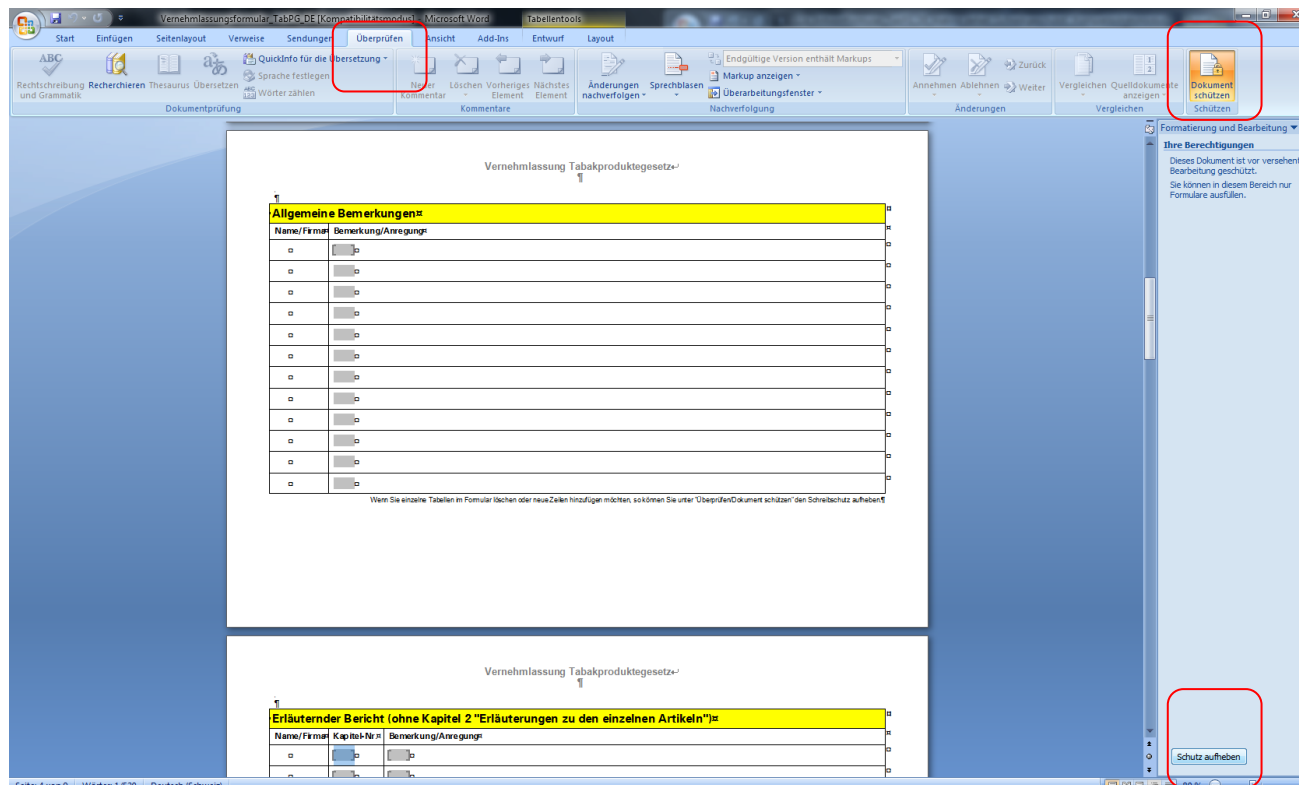 Vernehmlassungsformular_TabPG_DE [Kompatibilitätsmodus] - Microsoft Word Tabellentools
Start Einfügen Seitenlayout Verweise Sendungen Überprüfen Ansicht Add-Ins Entwurf Layout
ABC
Rechtschreibung und Grammatik
Recherchieren Thesaurus Übersetzen
QuickInfo für die Übersetzung
Sprache festlegen
Wörter zählen
Dokumentprüfung
Neuer Kommentar
Löschen Vorheriges Element Nächstes Element
Kommentare
Änderungen nachverfolgen
Sprechblasen
Endgültige Version enthält Markups
Markup anzeigen
Überarbeitungsfenster
Nachverfolgung
Annehmen Ablehnen
Zurück
Weiter
Änderungen
Vergleichen Quelldokumente anzeigen
Vergleichen
Dokument schützen
Schützen
Formatierung und Bearbeitung
Ihre Berechtigungen
Dieses Dokument ist vor versehent
Bearbeitung geschützt.
Sie können in diesem Bereich nur
Formulare ausfüllen.
Vernehmlassung Tabakproduktegesetz
Allgemeine Bemerkungen
Name/Firma Bemerkung/Anregung
Wenn Sie einzelne Tabellen im Formular löschen oder neue Zeilen hinzufügen möchten, so können Sie unter "Überprüfen/Dokument schützen" den Schreibschutz aufheben.
Vernehmlassung Tabakproduktegesetz
Erläuternder Bericht (ohne Kapitel 2 "Erläuterungen zu den einzelnen Artikeln")
Name/Firma Kapitel-Nr. Bemerkung/Anregung
Schutz aufheben